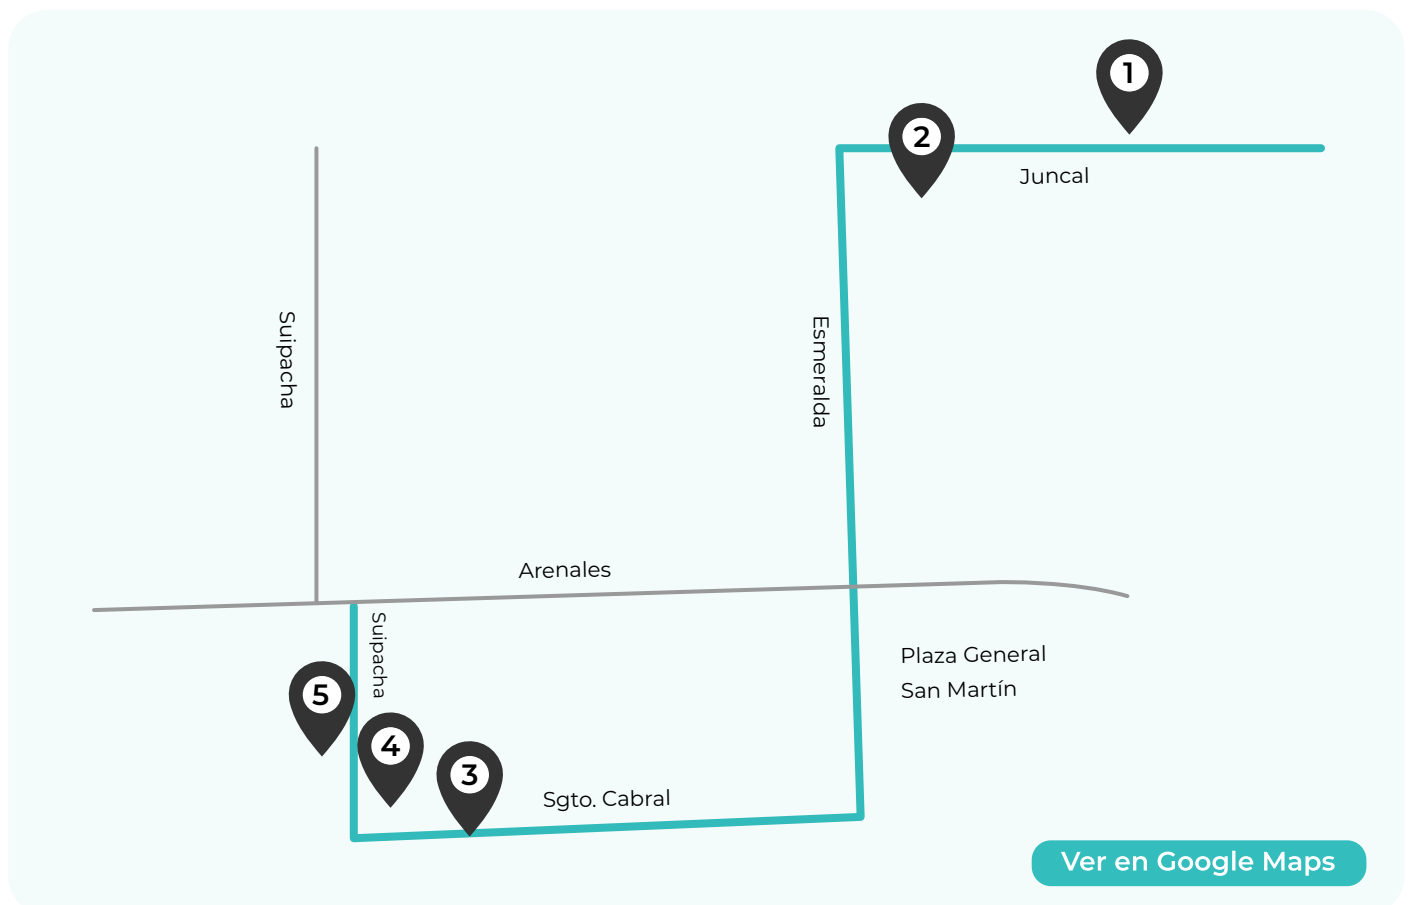 1
2
Juncal
Suipacha
Esmeralda
Arenales
Suipacha
Plaza General
San Martín
5
4
3
Sgto. Cabral
Ver en Google Maps